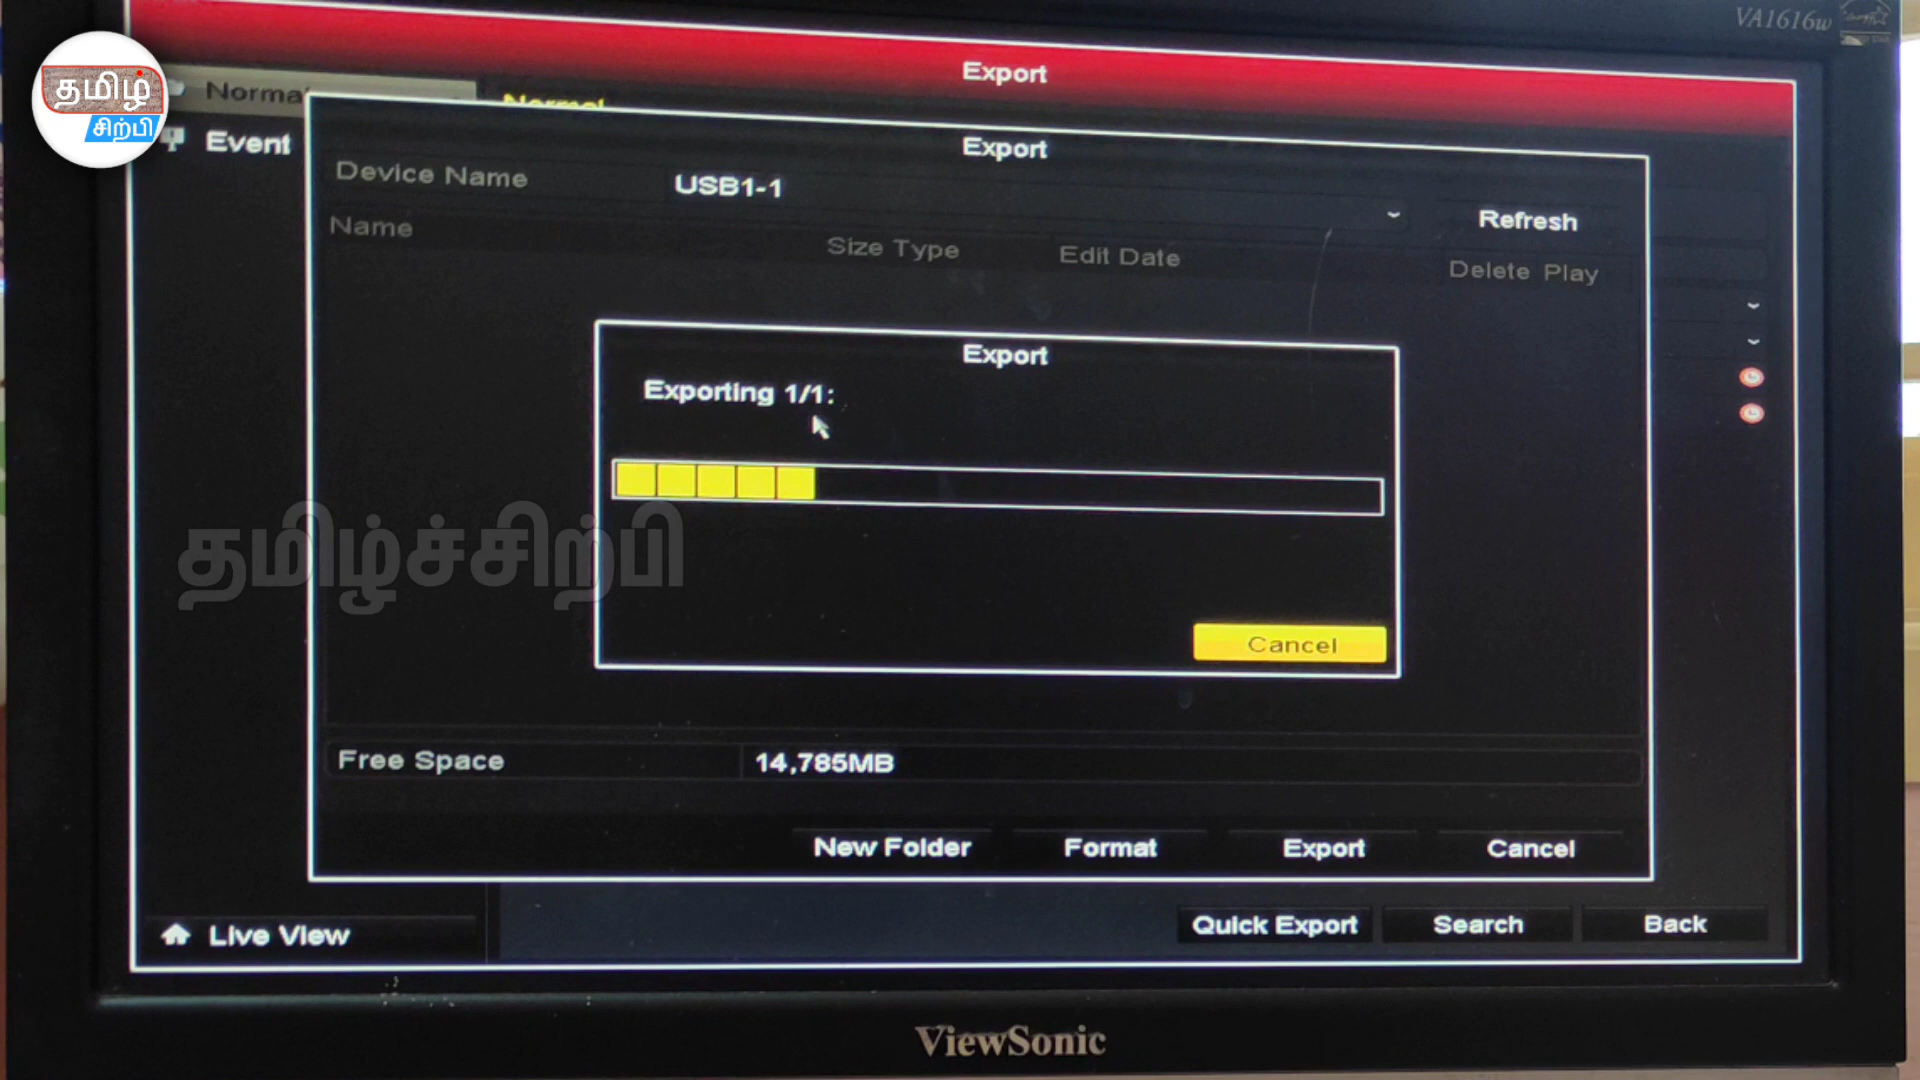 VA1616w
தமிழ்
சிற்பி
Export
Normal
Normal
Event
Export
Device Name
USB1-1
Refresh
Name
Size Type
Edit Date
Delete Play
Export
Exporting 1/1:
தமிழ்ச்சிற்பி
Cancel
Free Space
14,785MB
New Folder
Format
Export
Cancel
Live View
Quick Export
Search
Back
ViewSonic